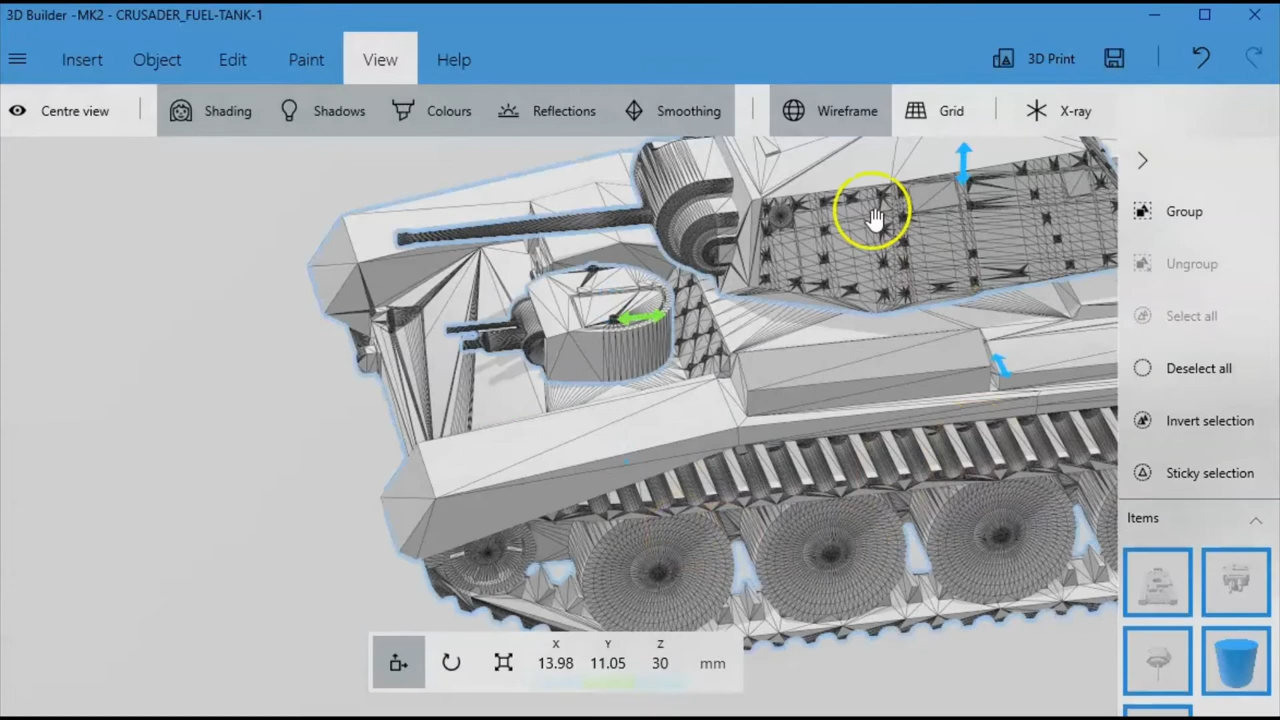 3D Builder -MK2 - CRUSADER_FUEL-TANK-1
Insert Object Edit Paint View Help 3D Print
Centre view Shading Shadows Colours Reflections Smoothing Wireframe Grid X-ray
Group
Ungroup
Select all
Deselect all
Invert selection
Sticky selection
Items
X Y Z
13.98 11.05 30 mm